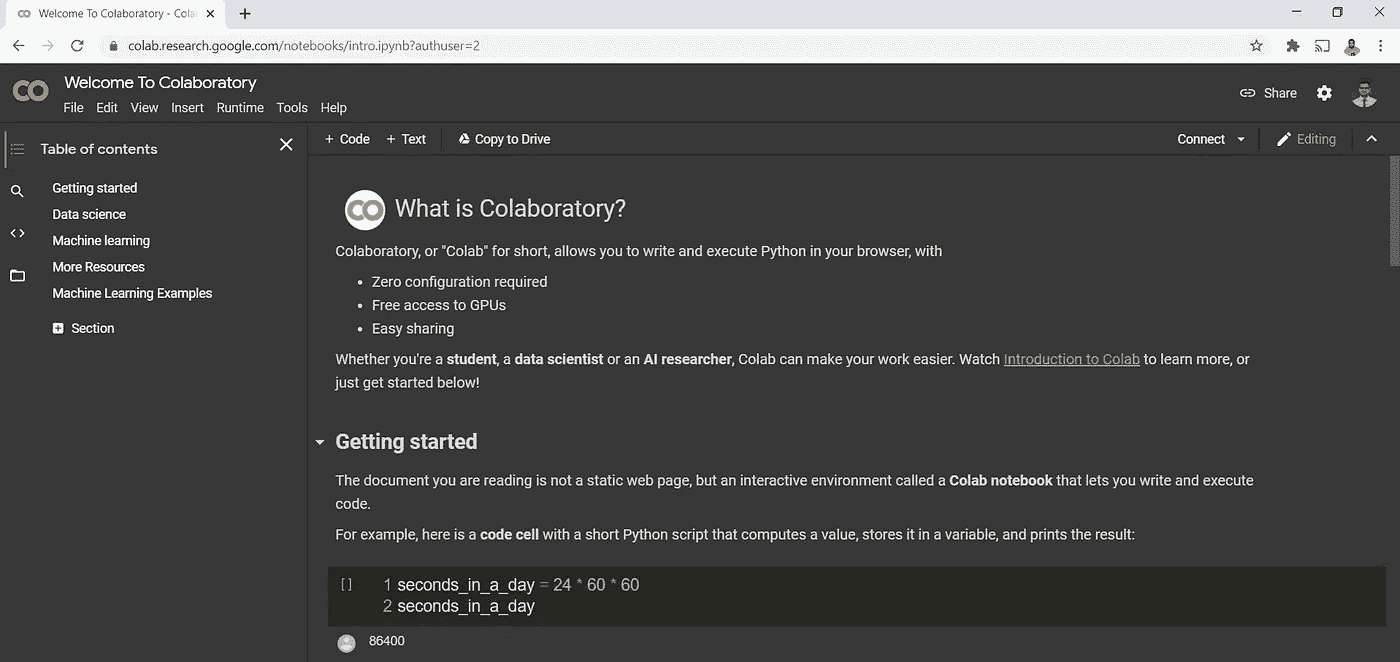 Welcome To Colaboratory - Cola
colab.research.google.com/notebooks/intro.ipynb?authuser=2
CO
Welcome To Colaboratory
File Edit View Insert Runtime Tools Help
Share
Table of contents
Getting started
Data science
Machine learning
More Resources
Machine Learning Examples
Section
+ Code + Text Copy to Drive
Connect Editing
CO What is Colaboratory?
Colaboratory, or "Colab" for short, allows you to write and execute Python in your browser, with
• Zero configuration required
• Free access to GPUs
• Easy sharing
Whether you're a student, a data scientist or an AI researcher, Colab can make your work easier. Watch Introduction to Colab to learn more, or
just get started below!
Getting started
The document you are reading is not a static web page, but an interactive environment called a Colab notebook that lets you write and execute
code.
For example, here is a code cell with a short Python script that computes a value, stores it in a variable, and prints the result:
[ ] 1 seconds_in_a_day = 24 * 60 * 60
2 seconds_in_a_day
86400